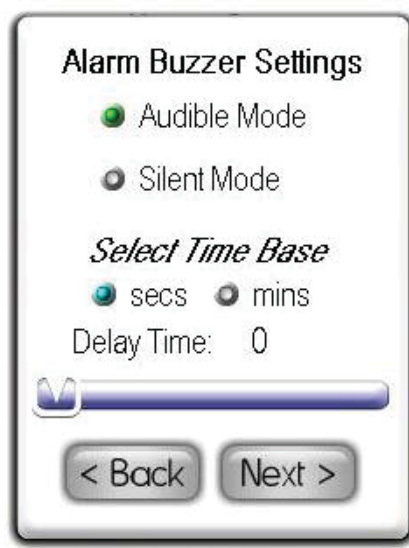 Alarm Buzzer Settings
Audible Mode
Silent Mode
Select Time Base
secs mins
Delay Time: 0
< Back Next >